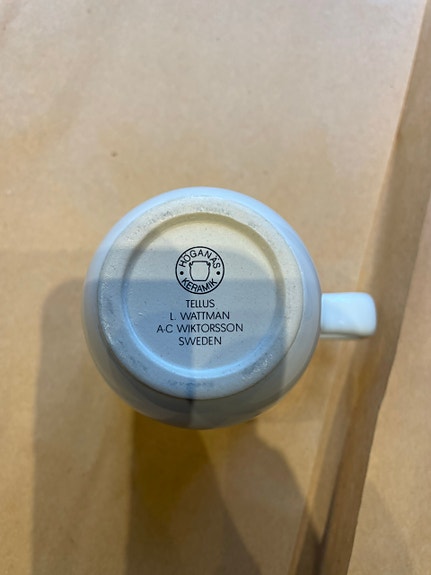 HÖGANÄS
KERAMIK
TELLUS
L. WATTMAN
A-C WIKTORSSON
SWEDEN